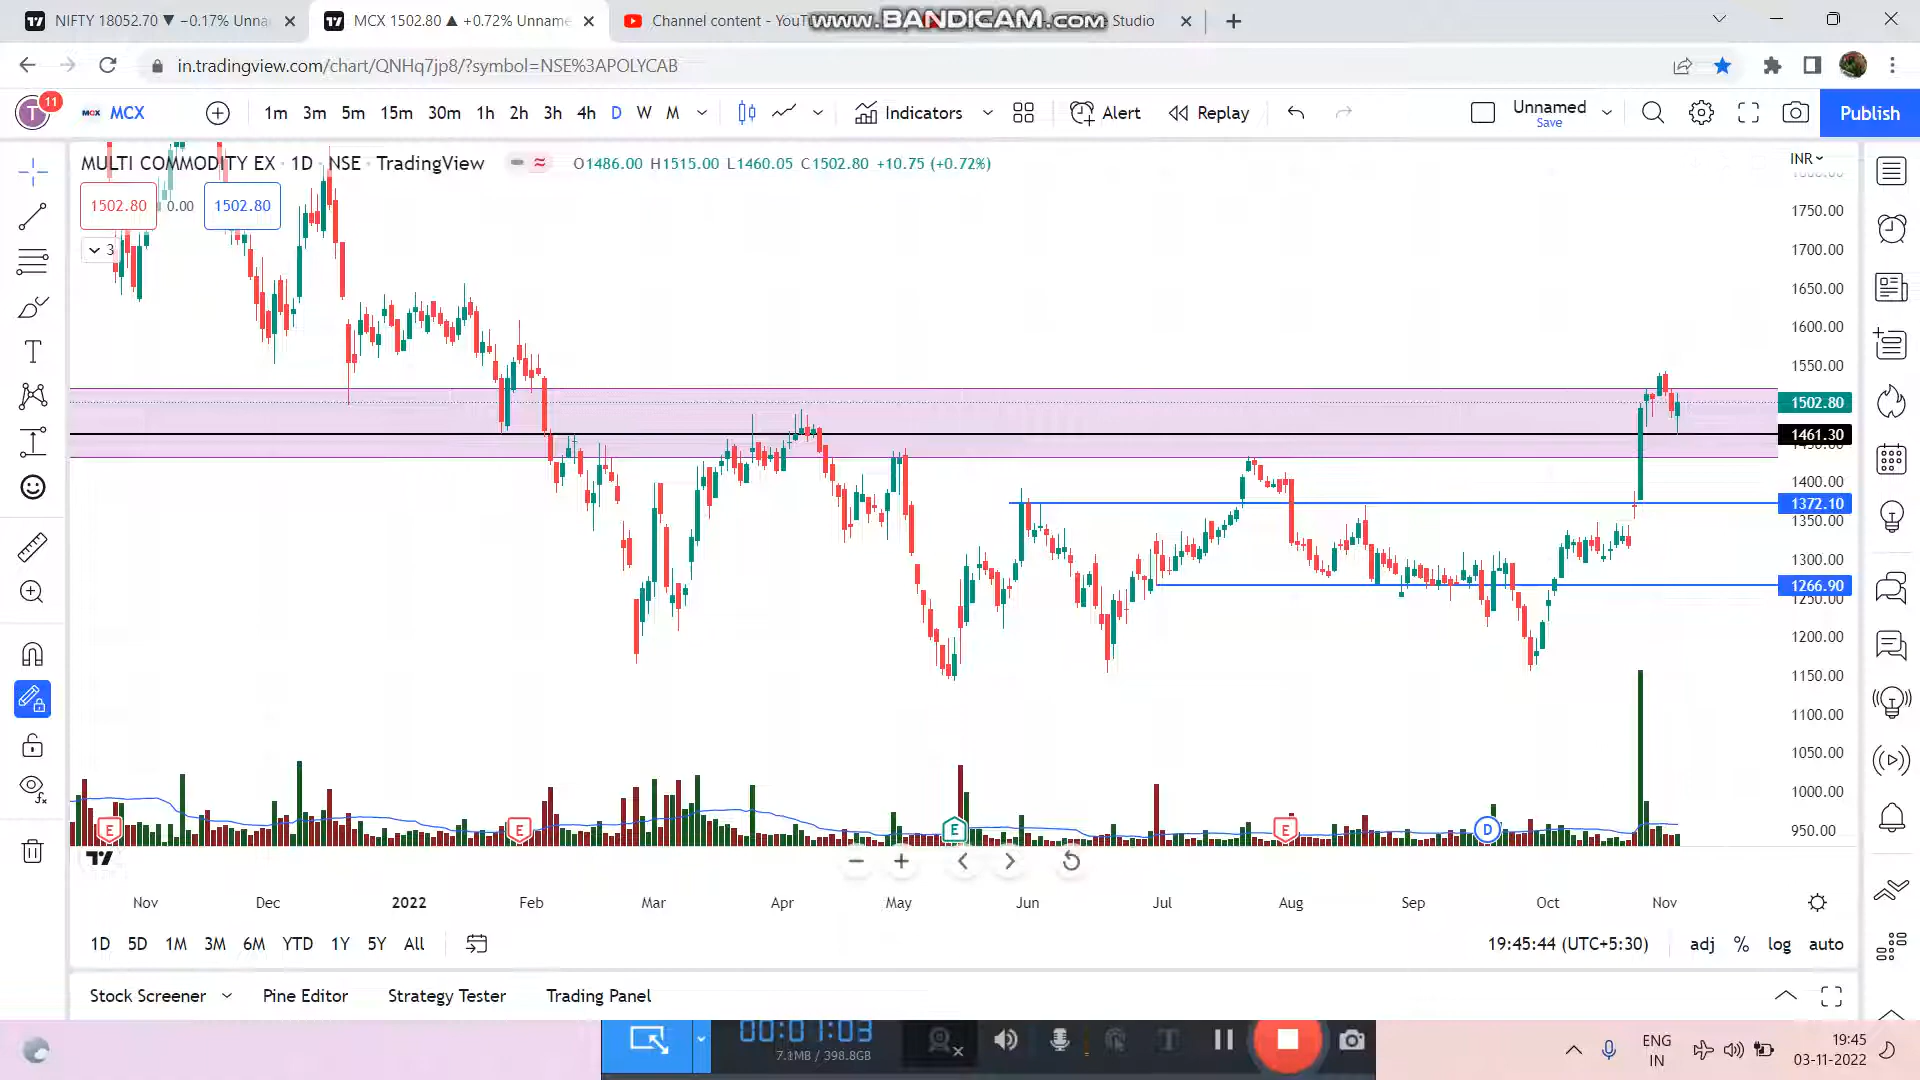 NIFTY 18052.70 ▼ −0.17% Unna
MCX 1502.80 ▲ +0.72% Unname
Channel content - YouTu
Studio
www.BANDICAM.com
in.tradingview.com/chart/QNHq7jp8/?symbol=NSE%3APOLYCAB
T
11
MCX
MCX
1m
3m
5m
15m
30m
1h
2h
3h
4h
D
W
M
Indicators
Alert
Replay
Unnamed
Save
Publish
MULTI COMMODITY EX · 1D · NSE · TradingView
O1486.00 H1515.00 L1460.05 C1502.80 +10.75 (+0.72%)
INR
1502.80
0.00
1502.80
3
1750.00
1700.00
1650.00
1600.00
1550.00
1502.80
1461.30
1400.00
1372.10
1350.00
1300.00
1266.90
1250.00
1200.00
1150.00
1100.00
1050.00
1000.00
950.00
E
E
E
E
D
Nov
Dec
2022
Feb
Mar
Apr
May
Jun
Jul
Aug
Sep
Oct
Nov
1D
5D
1M
3M
6M
YTD
1Y
5Y
All
19:45:44 (UTC+5:30)
adj
%
log
auto
Stock Screener
Pine Editor
Strategy Tester
Trading Panel
00:01:03
7.1MB / 398.8GB
T
ENG
IN
19:45
03-11-2022